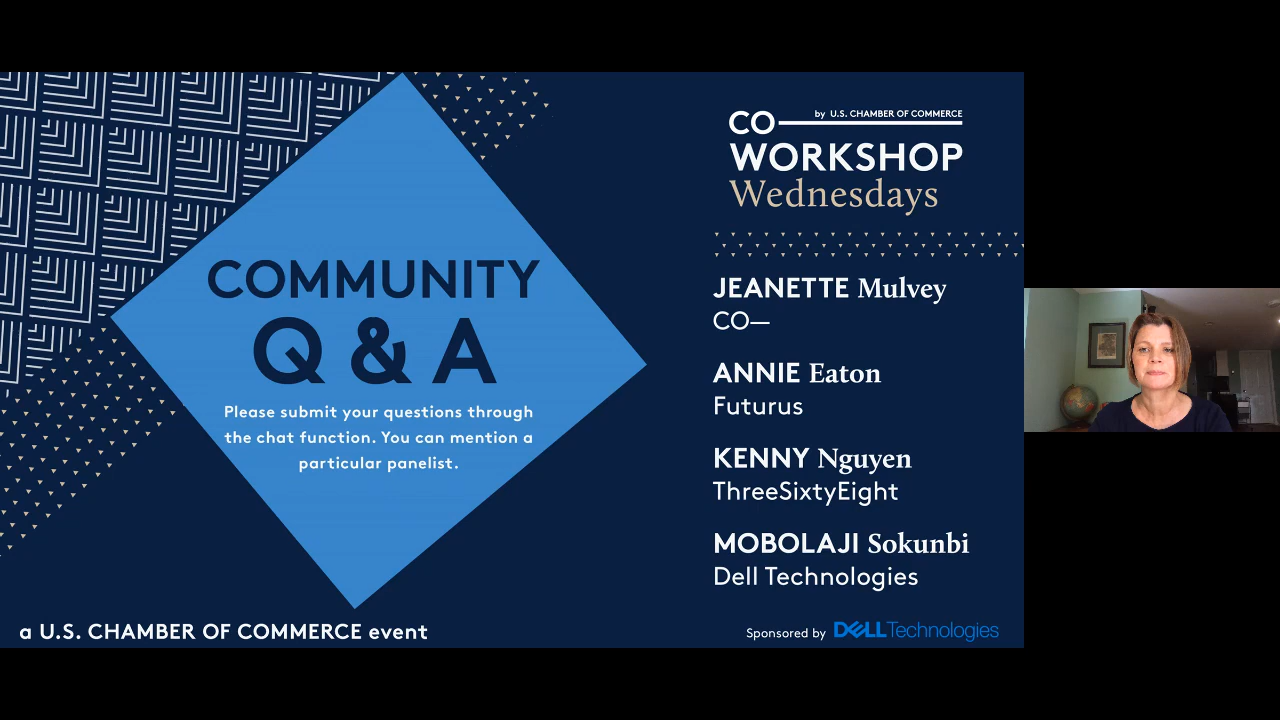 COMMUNITY
Q & A
Please submit your questions through
the chat function. You can mention a
particular panelist.
a U.S. CHAMBER OF COMMERCE event
CO— by U.S. CHAMBER OF COMMERCE
WORKSHOP
Wednesdays
JEANETTE Mulvey
CO—
ANNIE Eaton
Futurus
KENNY Nguyen
ThreeSixtyEight
MOBOLAJI Sokunbi
Dell Technologies
Sponsored by DELL Technologies